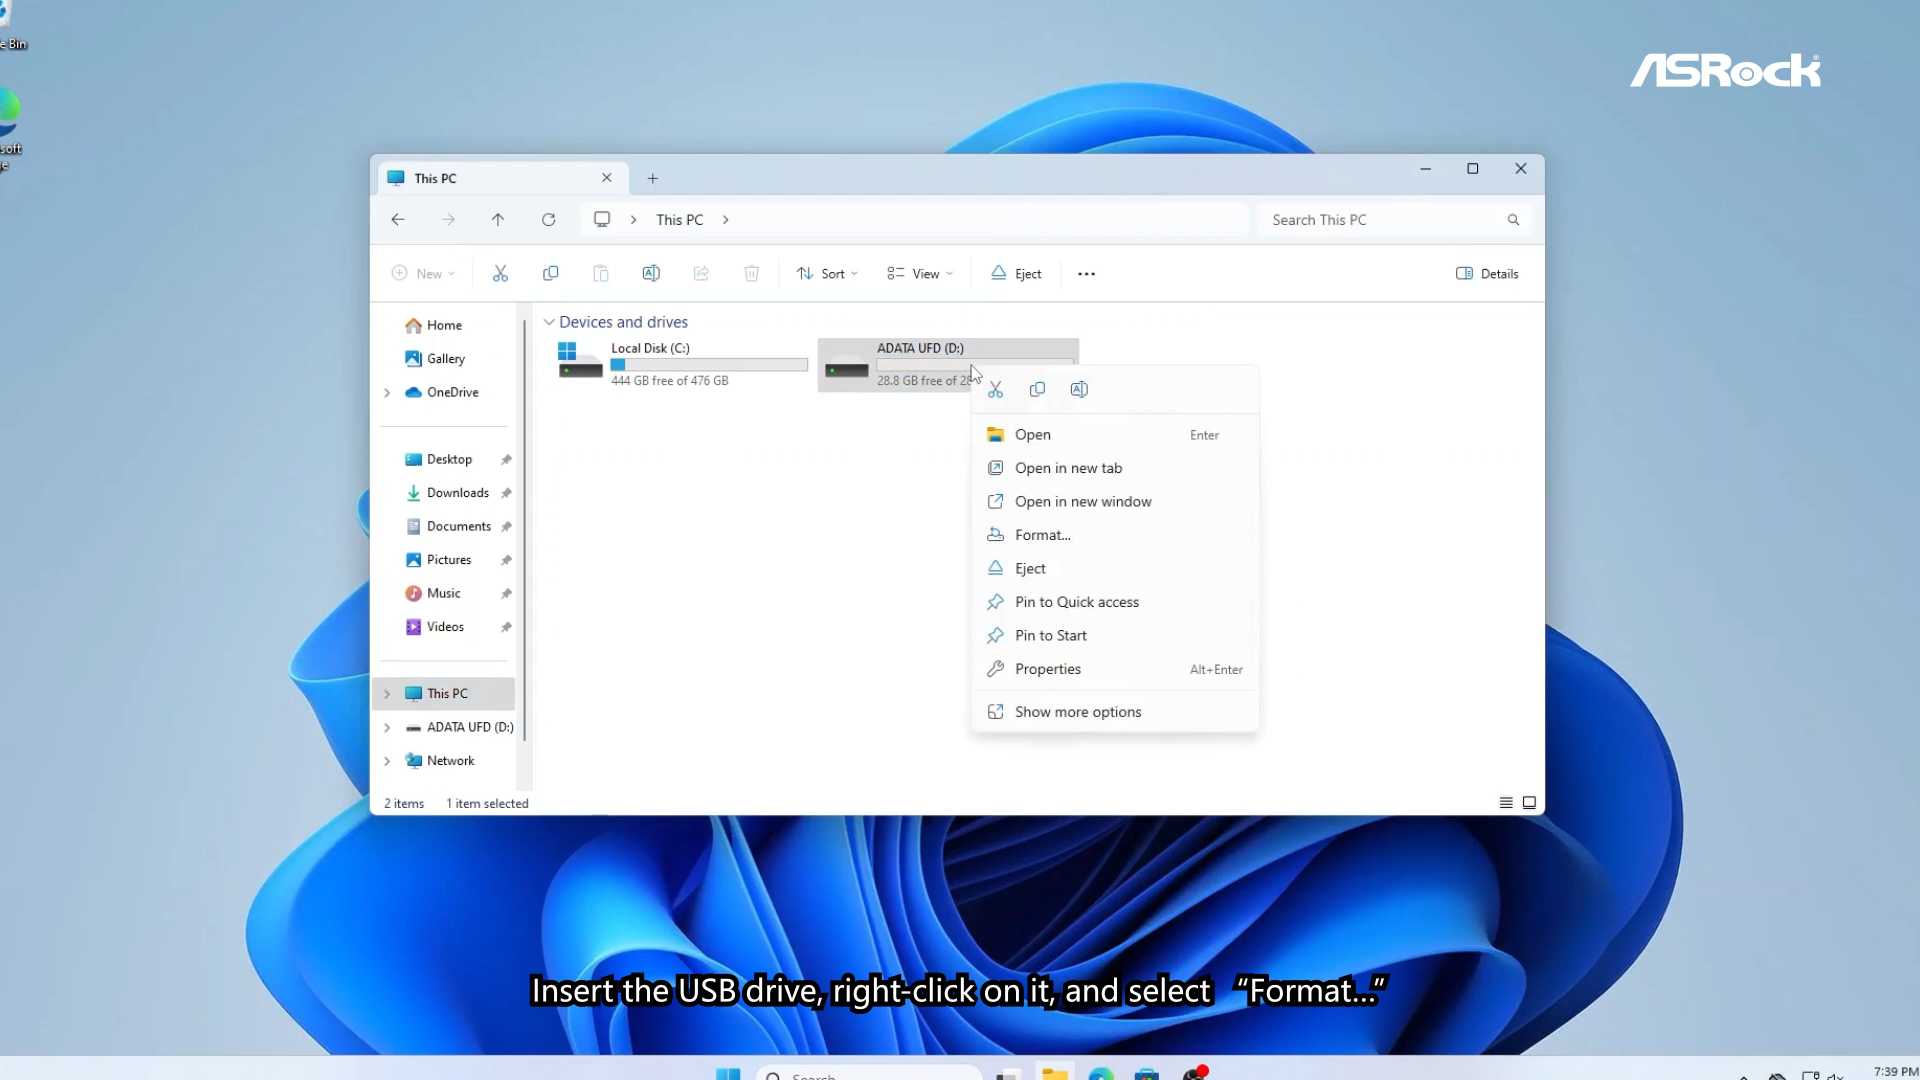 e Bin
soft
ge
ASRock
This PC
This PC
Search This PC
New
Sort
View
Eject
Details
Home
Gallery
OneDrive
Desktop
Downloads
Documents
Pictures
Music
Videos
This PC
ADATA UFD (D:)
Network
Devices and drives
Local Disk (C:)
444 GB free of 476 GB
ADATA UFD (D:)
28.8 GB free of 28
Open Enter
Open in new tab
Open in new window
Format...
Eject
Pin to Quick access
Pin to Start
Properties Alt+Enter
Show more options
2 items 1 item selected
Insert the USB drive, right-click on it, and select “Format...”
Search
7:39 PM